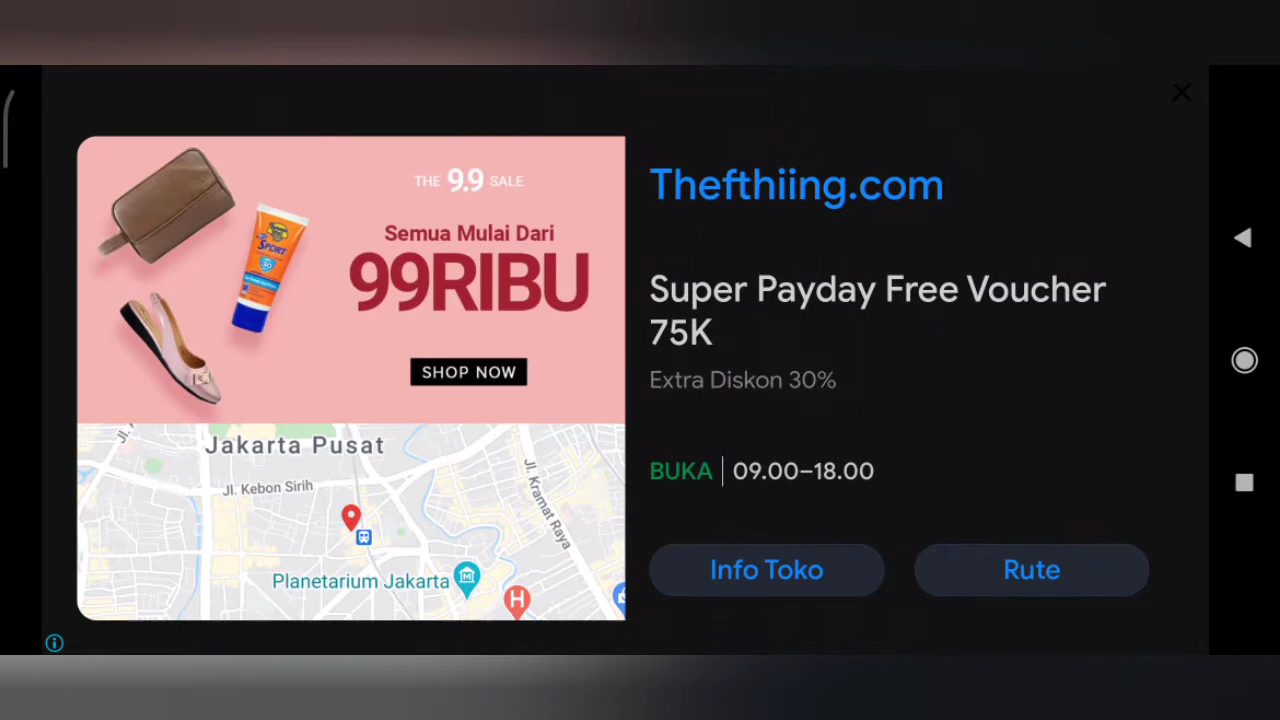 THE 9.9 SALE
Semua Mulai Dari
99RIBU
SHOP NOW
SPORT
30
Jakarta Pusat
Jl. Kebon Sirih
Jl. Kramat Raya
Planetarium Jakarta
H
Thefthiing.com
Super Payday Free Voucher
75K
Extra Diskon 30%
BUKA | 09.00–18.00
Info Toko
Rute